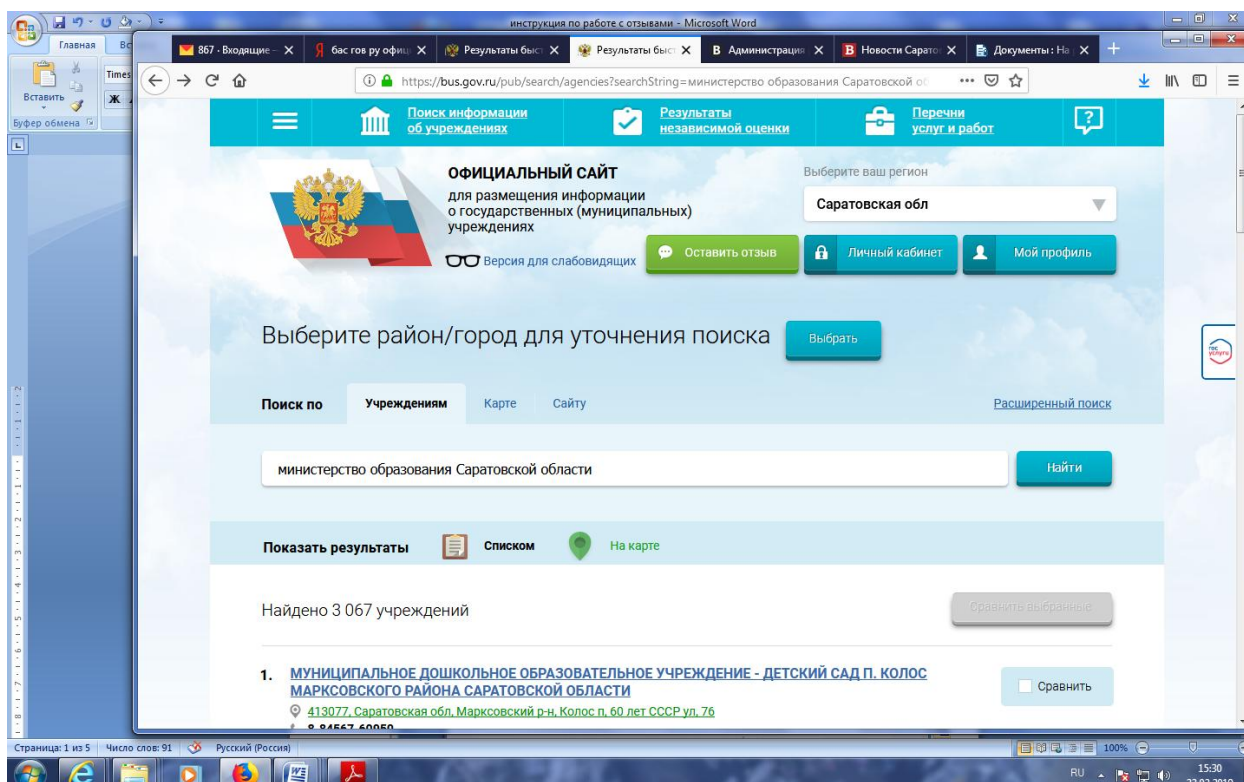 инструкция по работе с отзывами - Microsoft Word
Главная
Вс
Вставить
Times
Ж
Буфер обмена
867 · Входящие —
бас гов ру офиц
Результаты быст
Результаты быст
Администрация
Новости Сарато
Документы : На
https://bus.gov.ru/pub/search/agencies?searchString=министерство образования Саратовской об
Поиск информации
об учреждениях
Результаты
независимой оценки
Перечни
услуг и работ
ОФИЦИАЛЬНЫЙ САЙТ
для размещения информации
о государственных (муниципальных)
учреждениях
Версия для слабовидящих
Выберите ваш регион
Саратовская обл
Оставить отзыв
Личный кабинет
Мой профиль
Выберите район/город для уточнения поиска
Выбрать
госуслуги
Поиск по
Учреждениям
Карте
Сайту
Расширенный поиск
министерство образования Саратовской области
Найти
Показать результаты
Списком
На карте
Найдено 3 067 учреждений
Сравнить выбранные
1. МУНИЦИПАЛЬНОЕ ДОШКОЛЬНОЕ ОБРАЗОВАТЕЛЬНОЕ УЧРЕЖДЕНИЕ - ДЕТСКИЙ САД П. КОЛОС
МАРКСОВСКОГО РАЙОНА САРАТОВСКОЙ ОБЛАСТИ
Сравнить
413077, Саратовская обл, Марксовский р-н, Колос п, 60 лет СССР ул, 7б
Страница: 1 из 5
Число слов: 91
Русский (Россия)
100%
RU
15:30